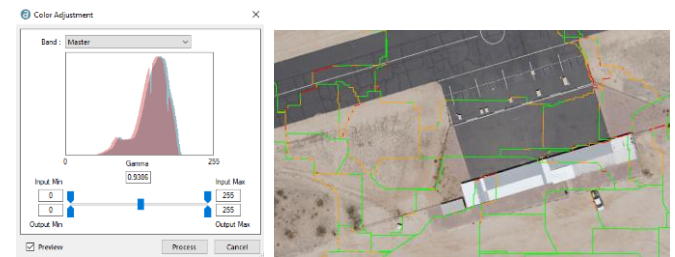 Color Adjustment
Band : Master
0 Gamma 255
0.9386
Input Min Input Max
0 255
0 255
Output Min Output Max
Preview Process Cancel